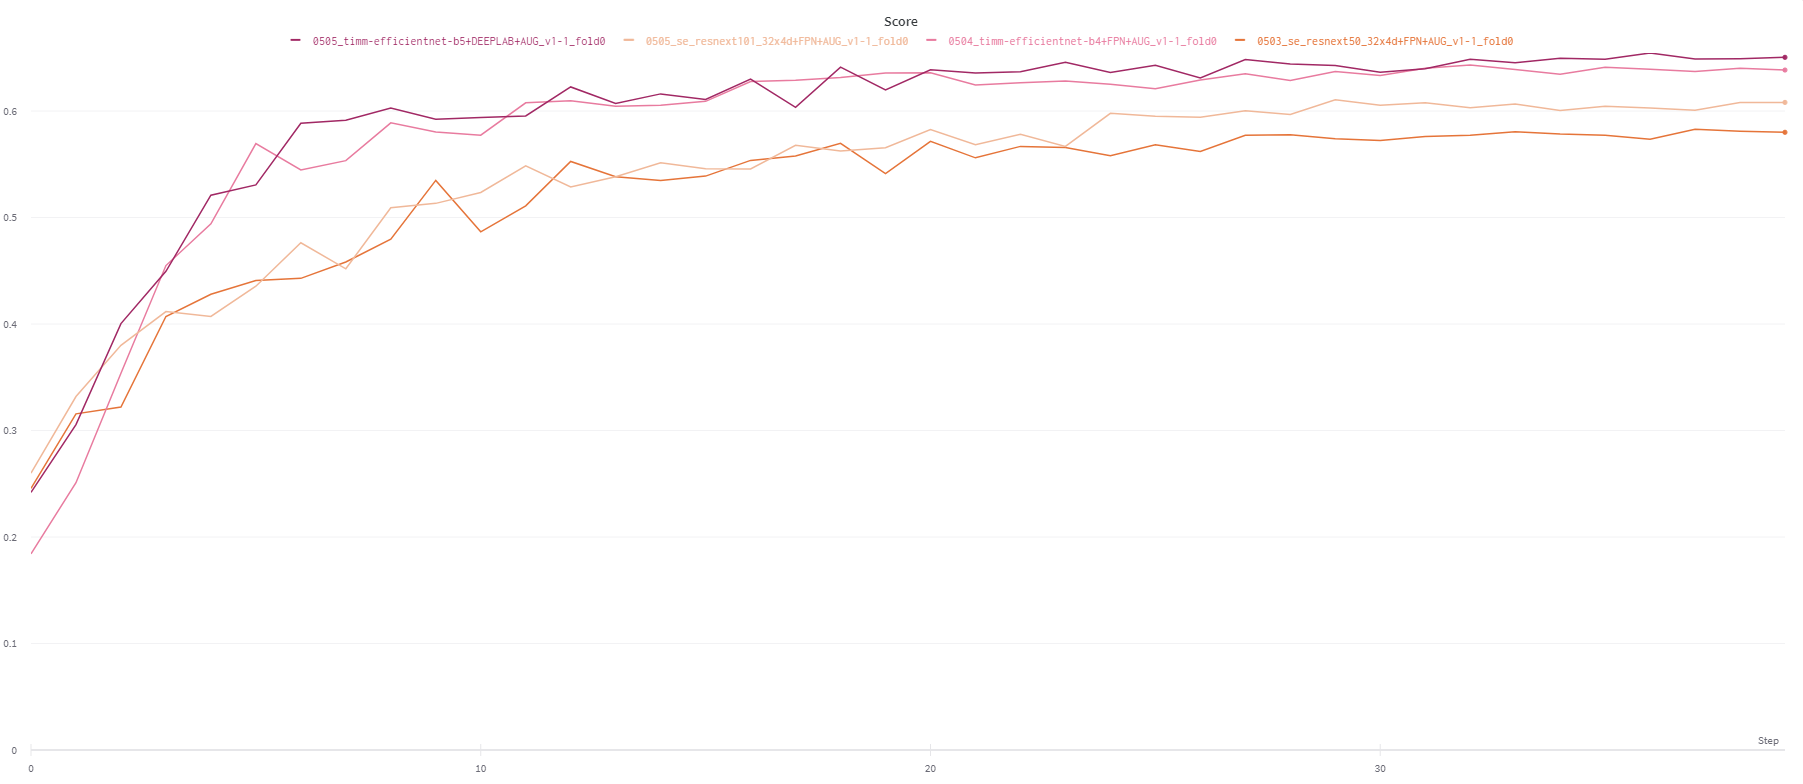 Score
0505_timm-efficientnet-b5+DEEPLAB+AUG_v1-1_fold0 0505_se_resnext101_32x4d+FPN+AUG_v1-1_fold0 0504_timm-efficientnet-b4+FPN+AUG_v1-1_fold0 0503_se_resnext50_32x4d+FPN+AUG_v1-1_fold0
0.6
0.5
0.4
0.3
0.2
0.1
Step
0
0 10 20 30